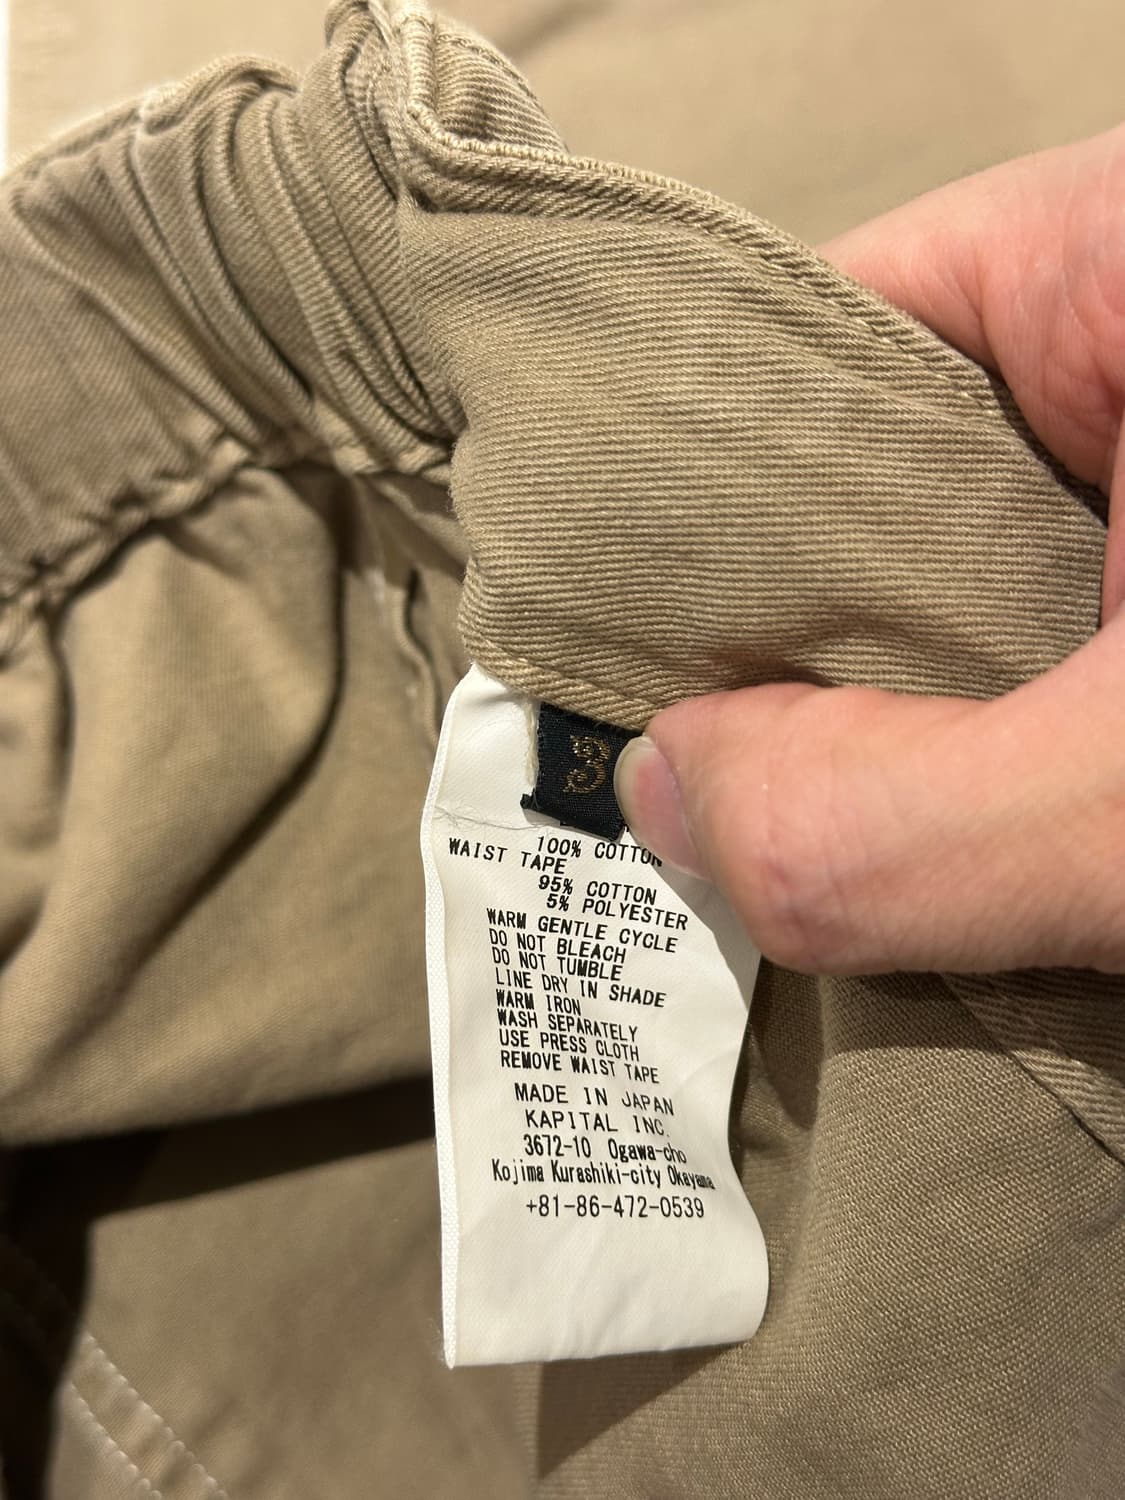 3
100% COTTON
WAIST TAPE
95% COTTON
5% POLYESTER
WARM GENTLE CYCLE
DO NOT BLEACH
DO NOT TUMBLE
LINE DRY IN SHADE
WARM IRON
WASH SEPARATELY
USE PRESS CLOTH
REMOVE WAIST TAPE
MADE IN JAPAN
KAPITAL INC.
3672-10 Ogawa-cho
Kojima Kurashiki-city Okayama
+81-86-472-0539